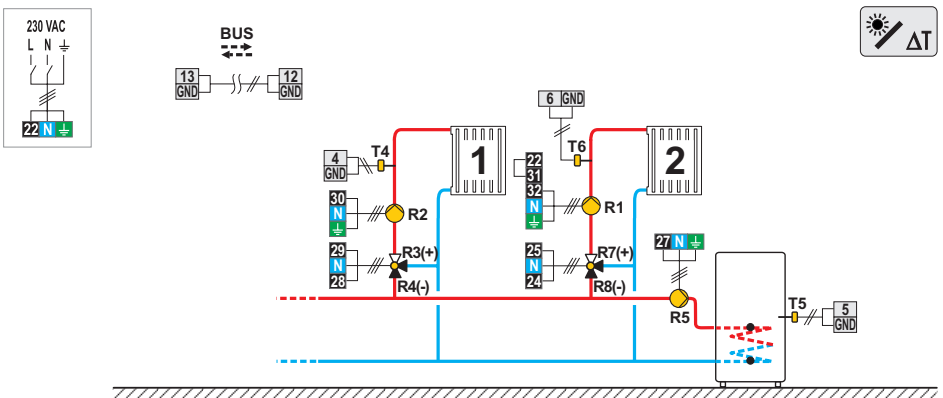 230 VAC
L N
22 N
BUS
13
GND
12
GND
ΔT
6 GND
4
GND
T4
1
T6
2
22
31
32
N
30
N
R2
R1
29
N
28
R3(+)
R4(-)
25
N
24
R7(+)
R8(-)
27 N
R5
T5
5
GND